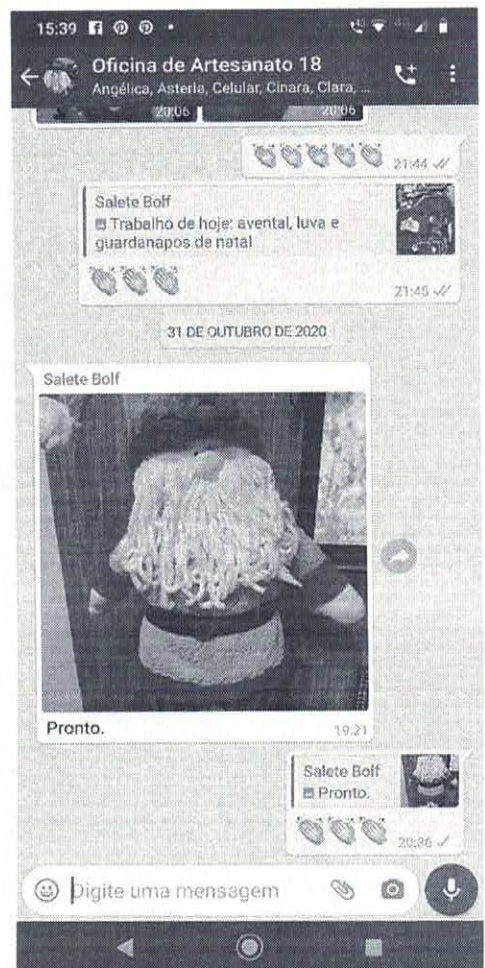 15:39
Oficina de Artesanato 18
Angélica, Asteria, Celular, Cinara, Clara, ...
20:06 20:06
21:44
Salete Bolf
Trabalho de hoje: avental, luva e
guardanapos de natal
21:45
31 DE OUTUBRO DE 2020
Salete Bolf
Pronto.
19:21
Salete Bolf
Pronto.
20:36
Digite uma mensagem